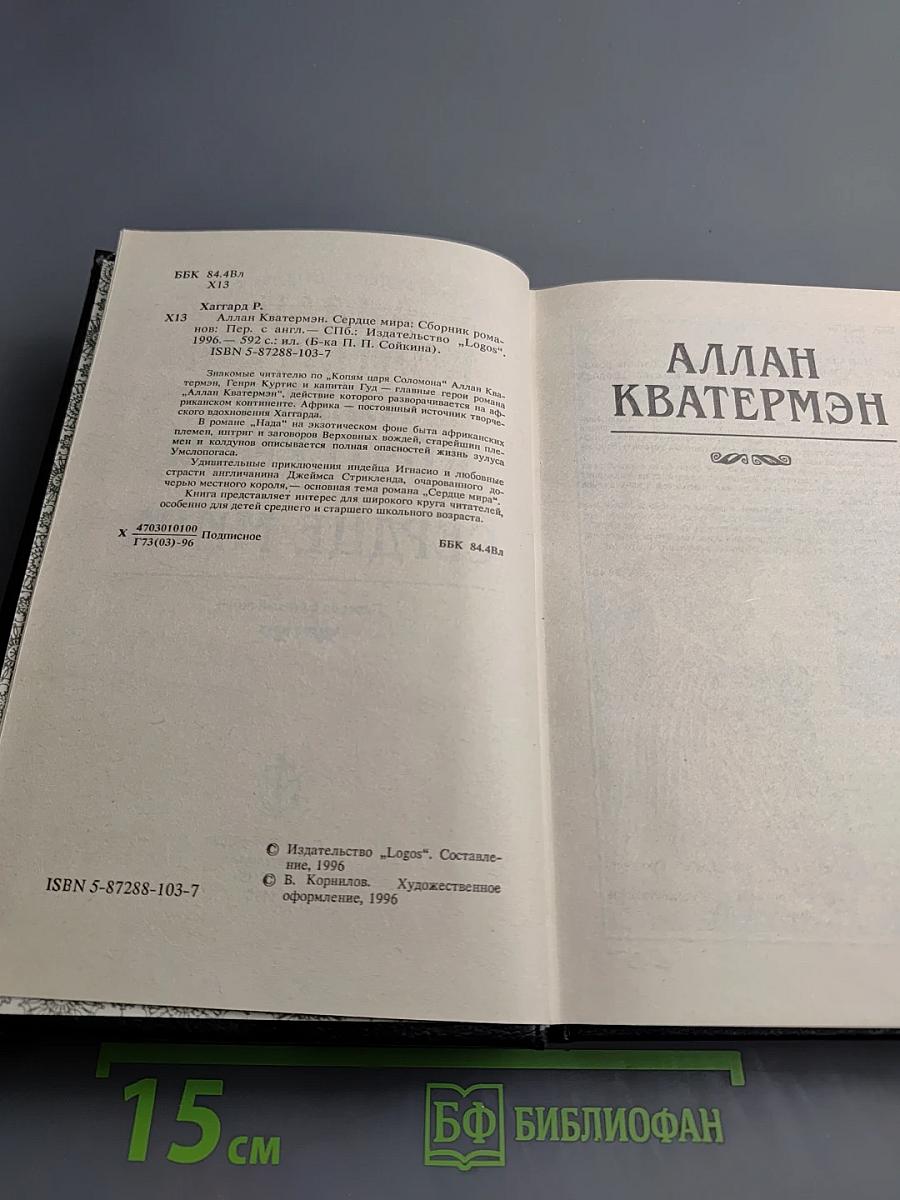 ББК 84.4Вл
Х13
Хаггард Р.
Х13 Аллан Кватермэн. Сердце мира: Сборник рома-
нов: Пер. с англ.— СПб.: Издательство „Logos“.
1996.— 592 с.: ил. (Б-ка П. П. Сойкина).
ISBN 5-87288-103-7
Знакомые читателю по „Копям царя Соломона“ Аллан Ква-
термэн, Генри Куртис и капитан Гуд — главные герои романа
„Аллан Кватермэн“, действие которого разворачивается на аф-
риканском континенте. Африка — постоянный источник творче-
ского вдохновения Хаггарда.
В романе „Нада“ на экзотическом фоне быта африканских
племен, интриг и заговоров Верховных вождей, старейшин пле-
мен и колдунов описывается полная опасностей жизнь зулуса
Умслопогаса.
Удивительные приключения индейца Игнасио и любовные
страсти англичанина Джеймса Стрикленда, очарованного до-
черью местного короля,— основная тема романа „Сердце мира“.
Книга представляет интерес для широкого круга читателей,
особенно для детей среднего и старшего школьного возраста.
Х 4703010100 Подписное
Г73(03)-96
ББК 84.4Вл
© Издательство „Logos“. Составле-
ние, 1996
© В. Корнилов. Художественное
оформление, 1996
ISBN 5-87288-103-7
АЛЛАН
КВАТЕРМЭН
15 см
БФ БИБЛИОФАН